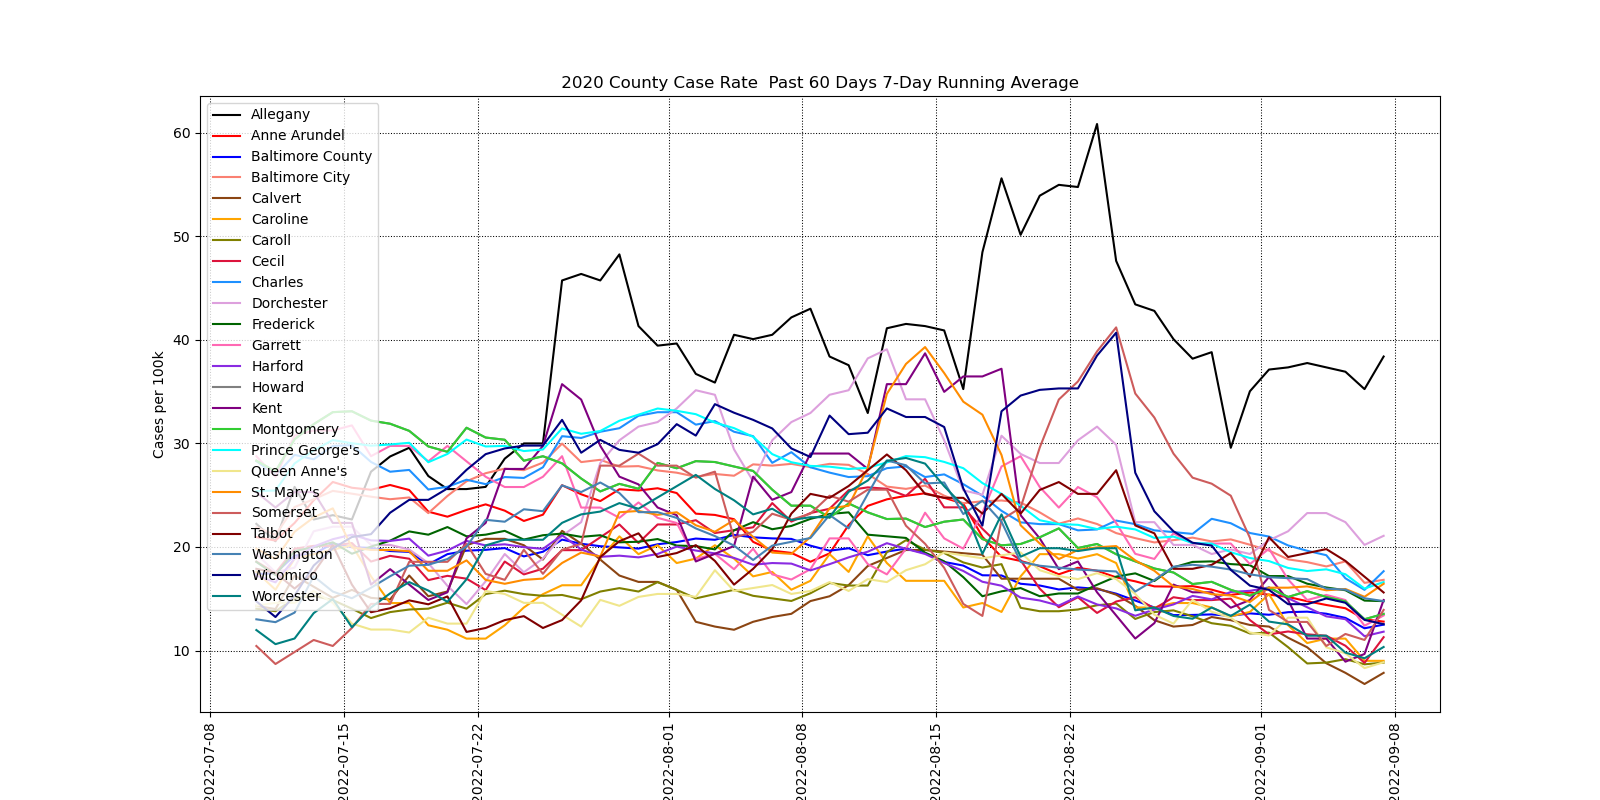 2020 County Case Rate  Past 60 Days 7-Day Running Average
Cases per 100k
60
50
40
30
20
10
Allegany
Anne Arundel
Baltimore County
Baltimore City
Calvert
Caroline
Caroll
Cecil
Charles
Dorchester
Frederick
Garrett
Harford
Howard
Kent
Montgomery
Prince George's
Queen Anne's
St. Mary's
Somerset
Talbot
Washington
Wicomico
Worcester
2022-07-08
2022-07-15
2022-07-22
2022-08-01
2022-08-08
2022-08-15
2022-08-22
2022-09-01
2022-09-08